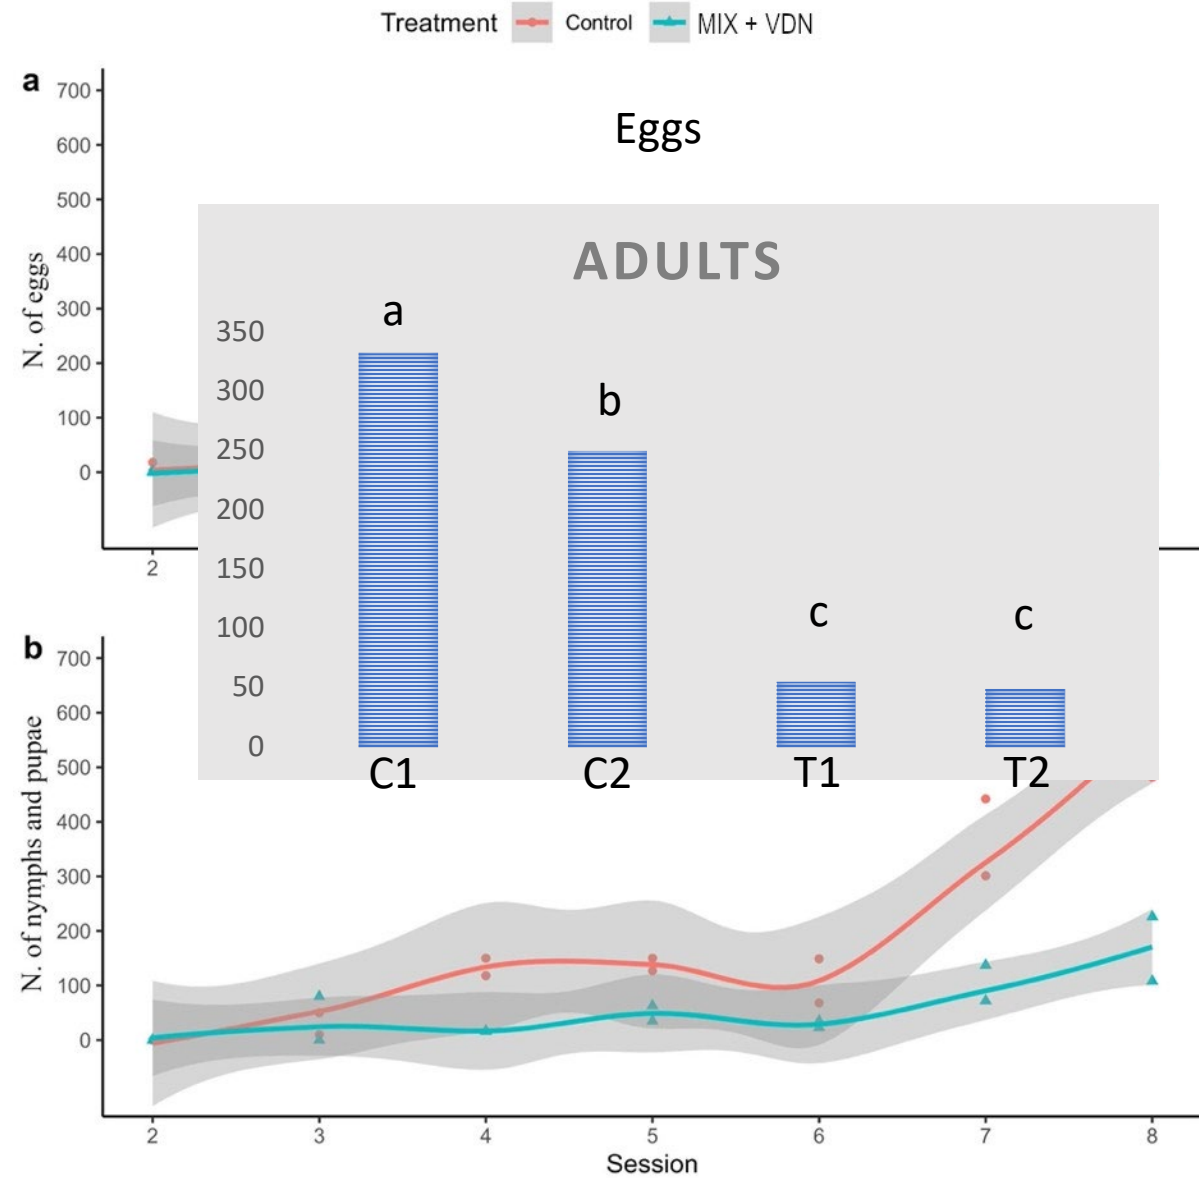 Treatment Control MIX + VDN
a
Eggs
N. of eggs
700
600
500
400
300
200
100
0
2
ADULTS
350
300
250
200
150
100
50
0
a
b
c
c
C1 C2 T1 T2
b
N. of nymphs and pupae
700
600
500
400
300
200
100
0
2 3 4 5 6 7 8
Session